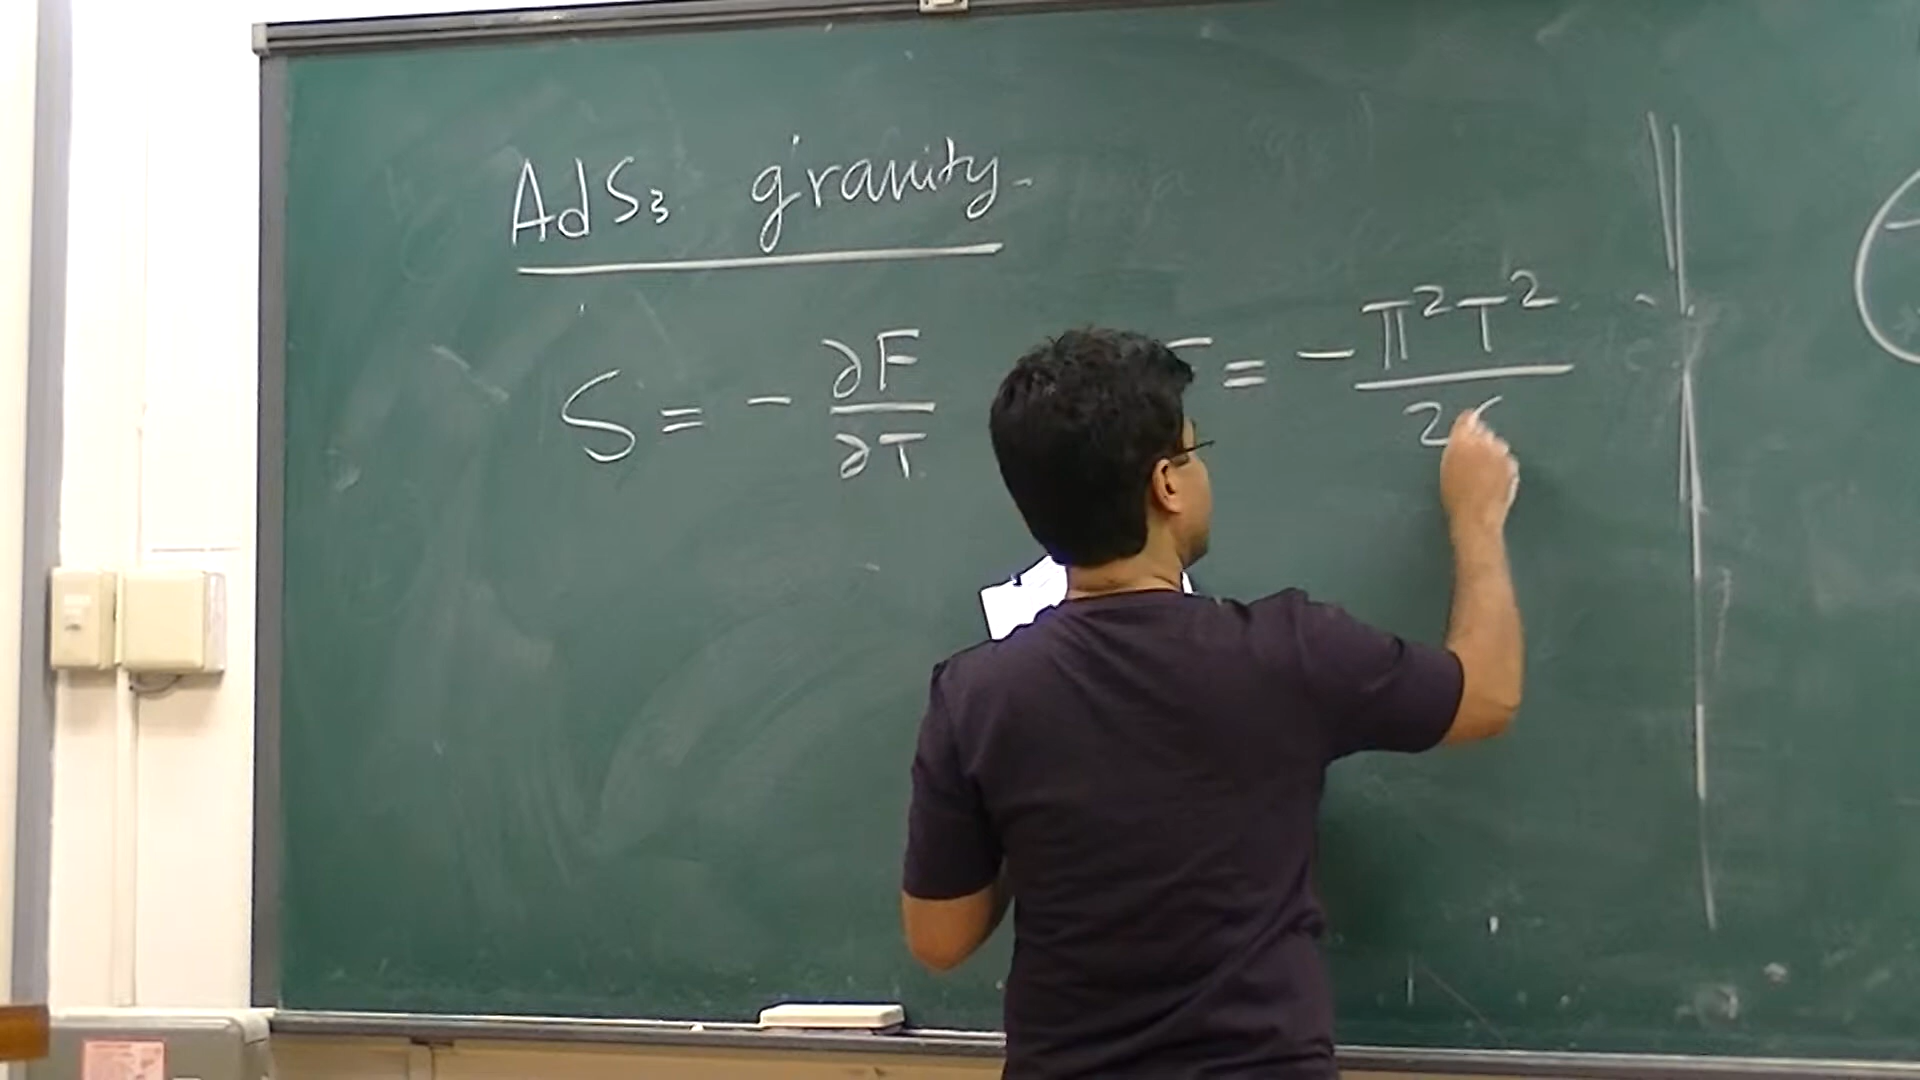 AdS₃ gravity.
S = - ∂F/∂T = - π²T²/2